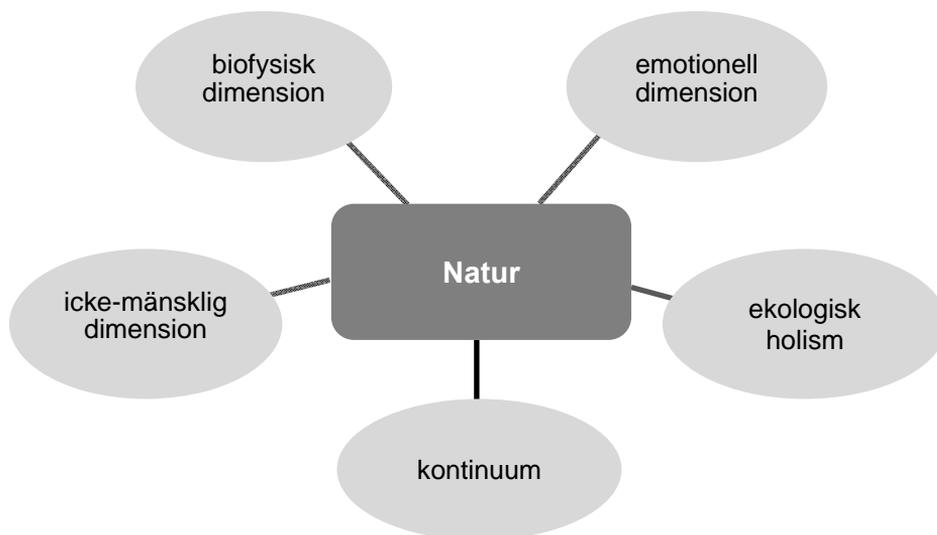 biofysisk
dimension
emotionell
dimension
Natur
icke-mänsklig
dimension
ekologisk
holism
kontinuum